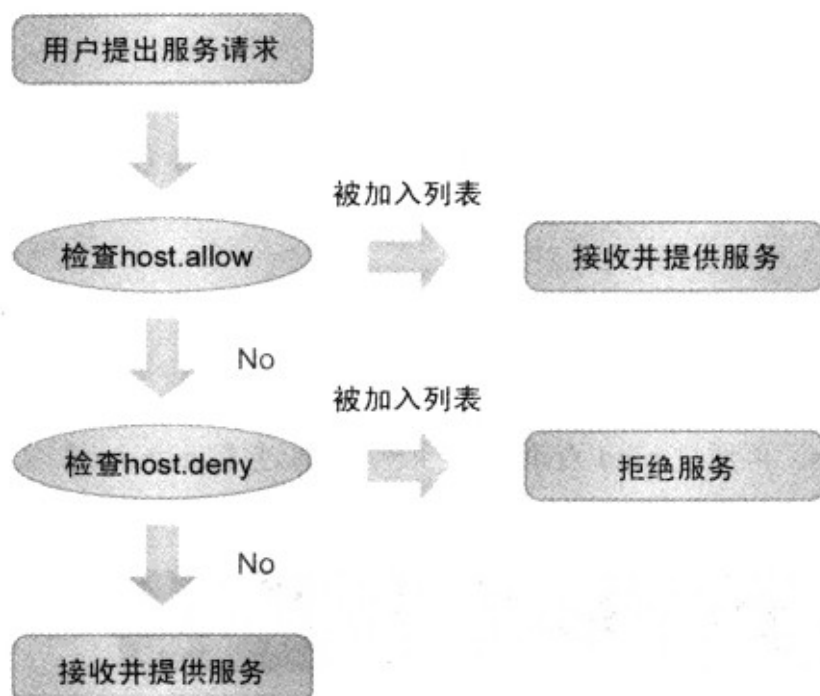 用户提出服务请求
被加入列表
检查host.allow
接收并提供服务
No
被加入列表
检查host.deny
拒绝服务
No
接收并提供服务